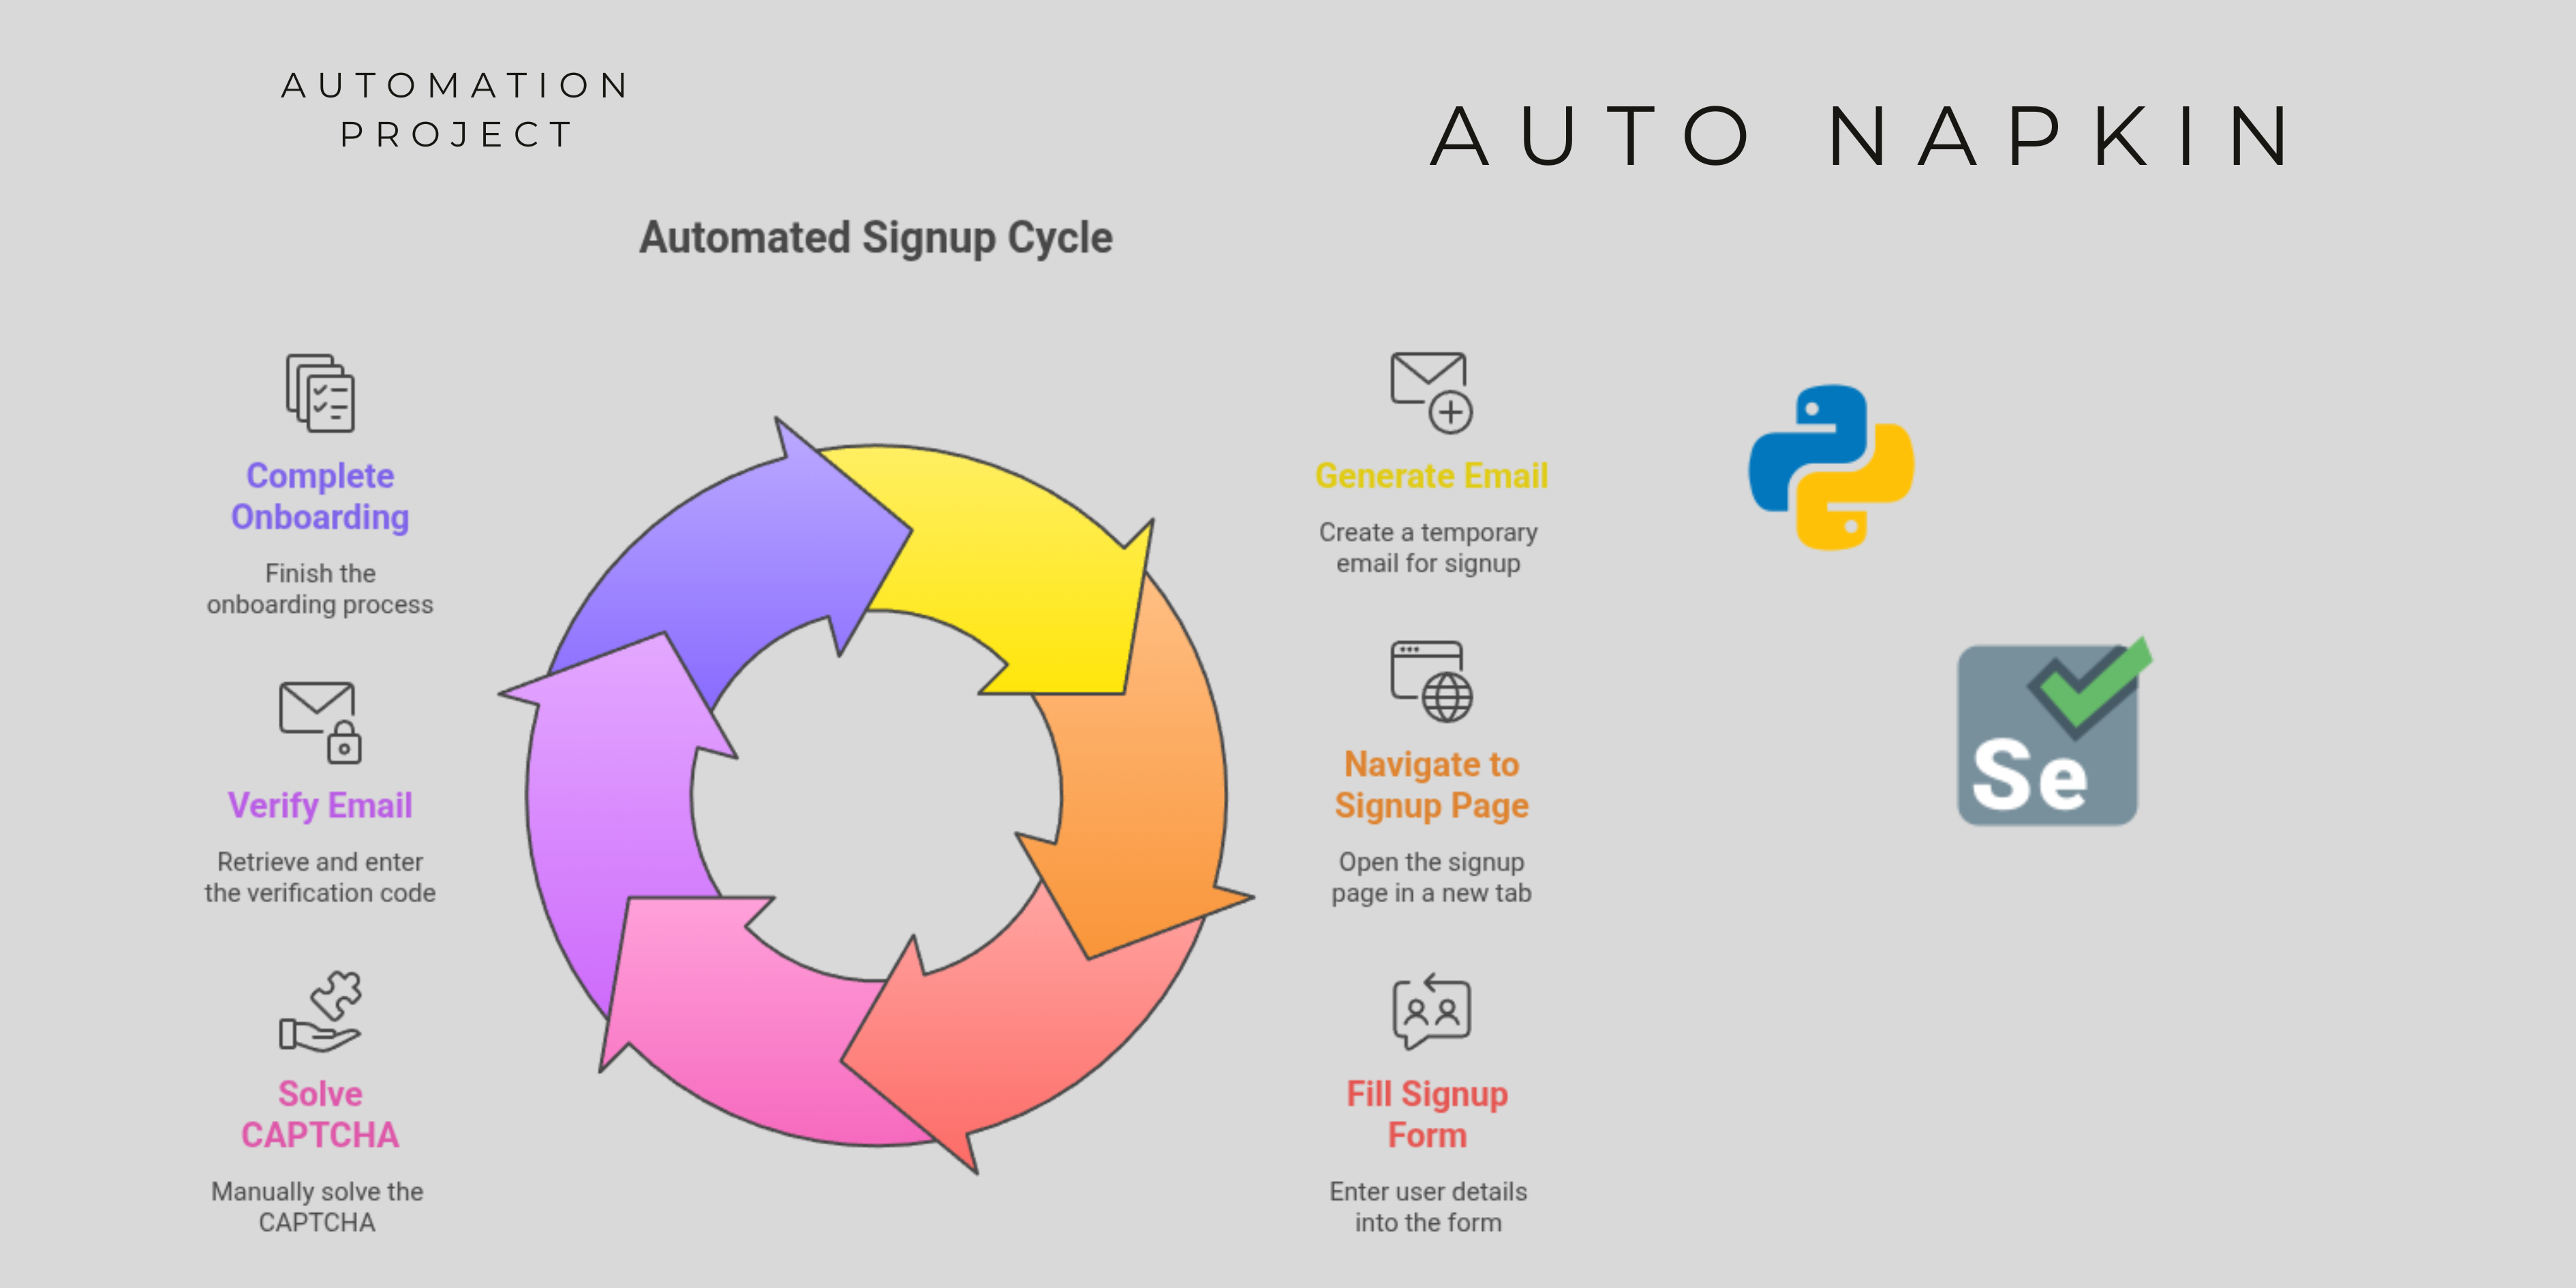 AUTOMATION
PROJECT
AUTO NAPKIN
Automated Signup Cycle
Complete
Onboarding
Finish the
onboarding process
Verify Email
Retrieve and enter
the verification code
Solve
CAPTCHA
Manually solve the
CAPTCHA
Generate Email
Create a temporary
email for signup
Navigate to
Signup Page
Open the signup
page in a new tab
Fill Signup
Form
Enter user details
into the form
Se